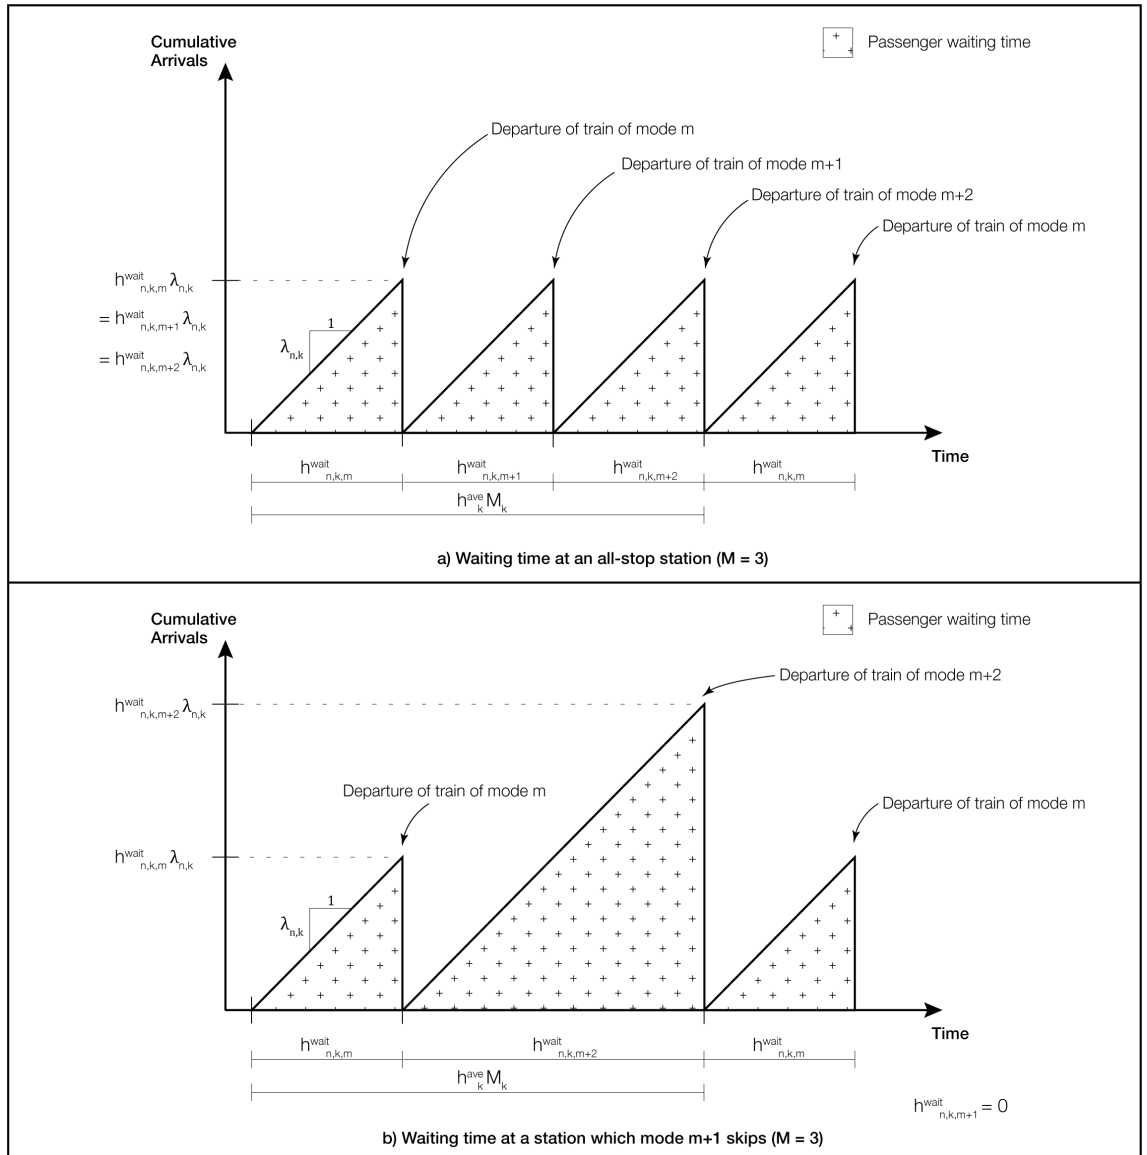 Cumulative
Arrivals
Passenger waiting time
Departure of train of mode m
Departure of train of mode m+1
Departure of train of mode m+2
Departure of train of mode m
h^wait_n,k,m λ_n,k
= h^wait_n,k,m+1 λ_n,k
= h^wait_n,k,m+2 λ_n,k
1
λ_n,k
Time
h^wait_n,k,m h^wait_n,k,m+1 h^wait_n,k,m+2 h^wait_n,k,m
h^ave_k M_k
a) Waiting time at an all-stop station (M = 3)
Cumulative
Arrivals
Passenger waiting time
Departure of train of mode m+2
h^wait_n,k,m+2 λ_n,k
Departure of train of mode m
Departure of train of mode m
h^wait_n,k,m λ_n,k
1
λ_n,k
Time
h^wait_n,k,m h^wait_n,k,m+2 h^wait_n,k,m
h^ave_k M_k
h^wait_n,k,m+1 = 0
b) Waiting time at a station which mode m+1 skips (M = 3)